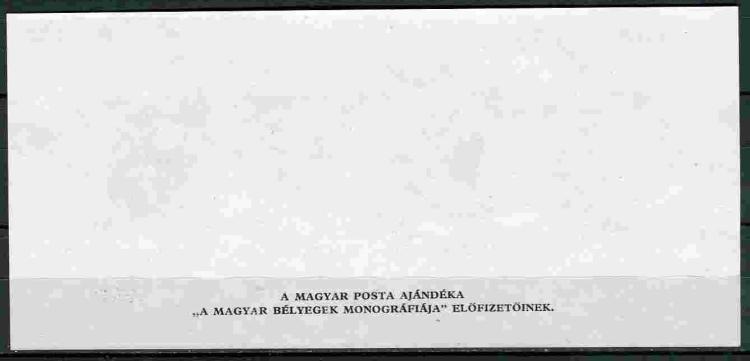 A MAGYAR POSTA AJÁNDÉKA
„A MAGYAR BÉLYEGEK MONOGRÁFIÁJA” ELŐFIZETŐINEK.